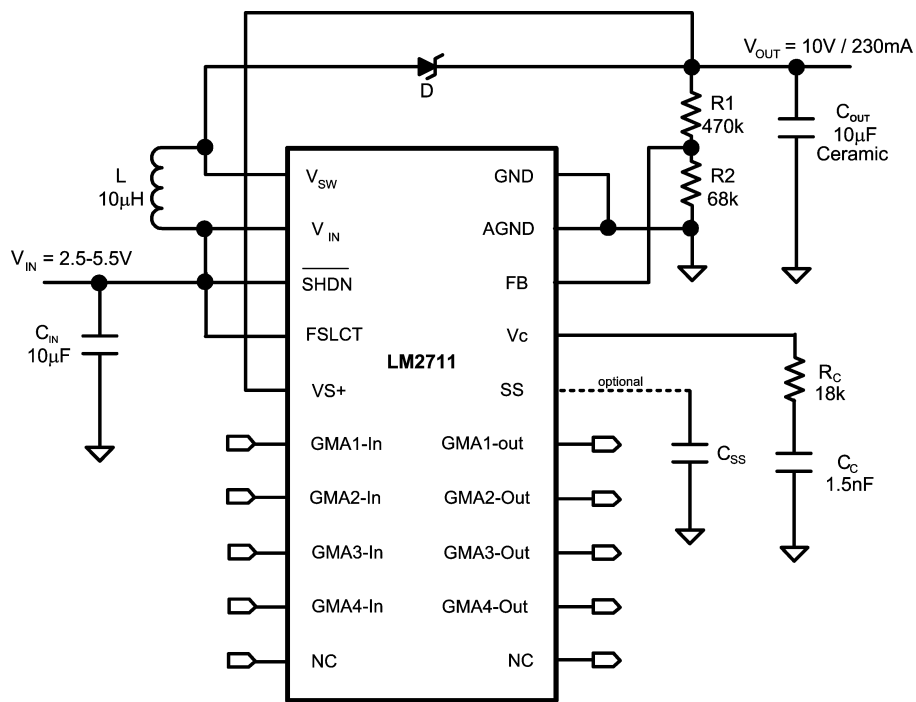 V_OUT = 10V / 230mA
D
R1
470k
C_OUT
10µF
Ceramic
L
10µH
V_SW
GND
R2
68k
V_IN
AGND
V_IN = 2.5-5.5V
SHDN
FB
C_IN
10µF
FSLCT
Vc
LM2711
R_C
18k
VS+
SS
optional
GMA1-In
GMA1-out
C_SS
C_C
1.5nF
GMA2-In
GMA2-Out
GMA3-In
GMA3-Out
GMA4-In
GMA4-Out
NC
NC